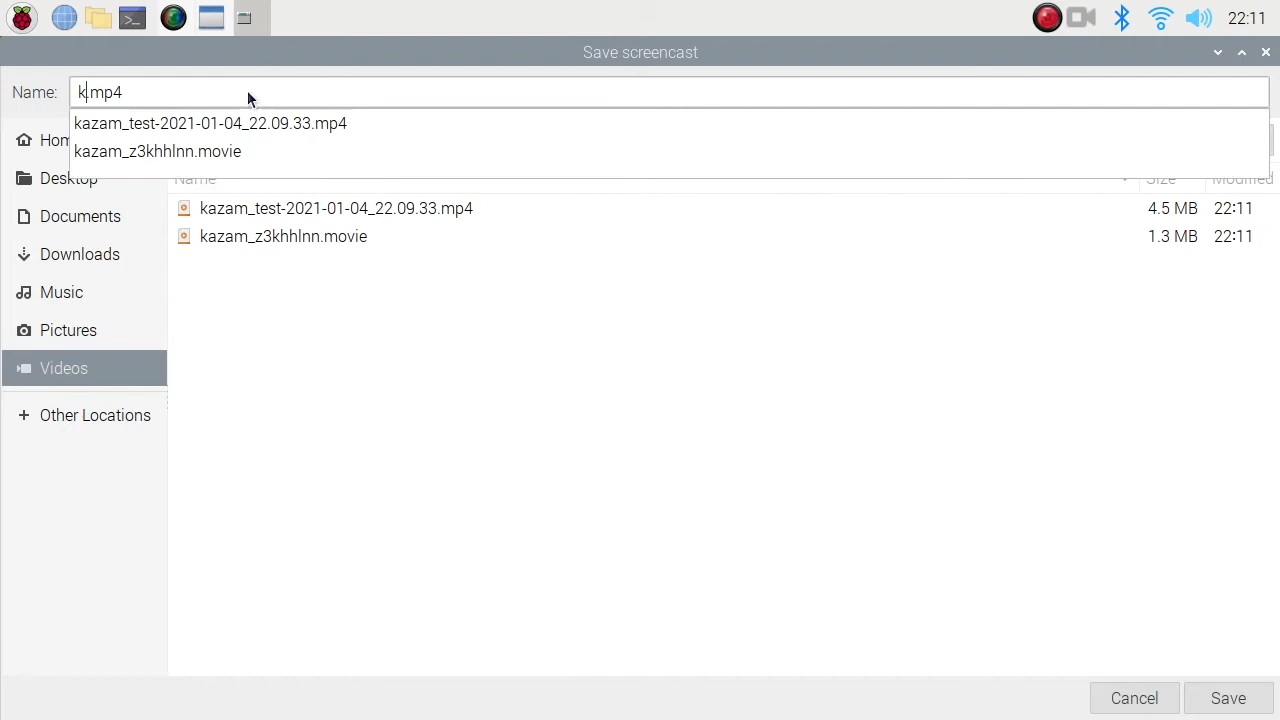 22:11
Save screencast
Name: k.mp4
kazam_test-2021-01-04_22.09.33.mp4
kazam_z3khhlnn.movie
Home
Desktop
Name Size Modified
Documents
kazam_test-2021-01-04_22.09.33.mp4 4.5 MB 22:11
kazam_z3khhlnn.movie 1.3 MB 22:11
Downloads
Music
Pictures
Videos
+ Other Locations
Cancel Save